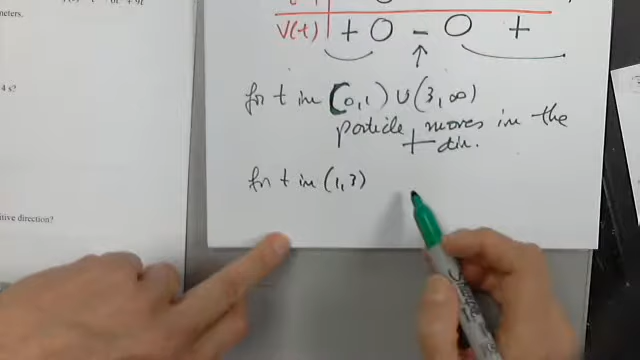 meters.
4 s?
itive direction?
V(t) + 0 - 0 +
for t in [0,1) ∪ (3,∞)
particle moves in the
+ dir.
for t in (1,3)